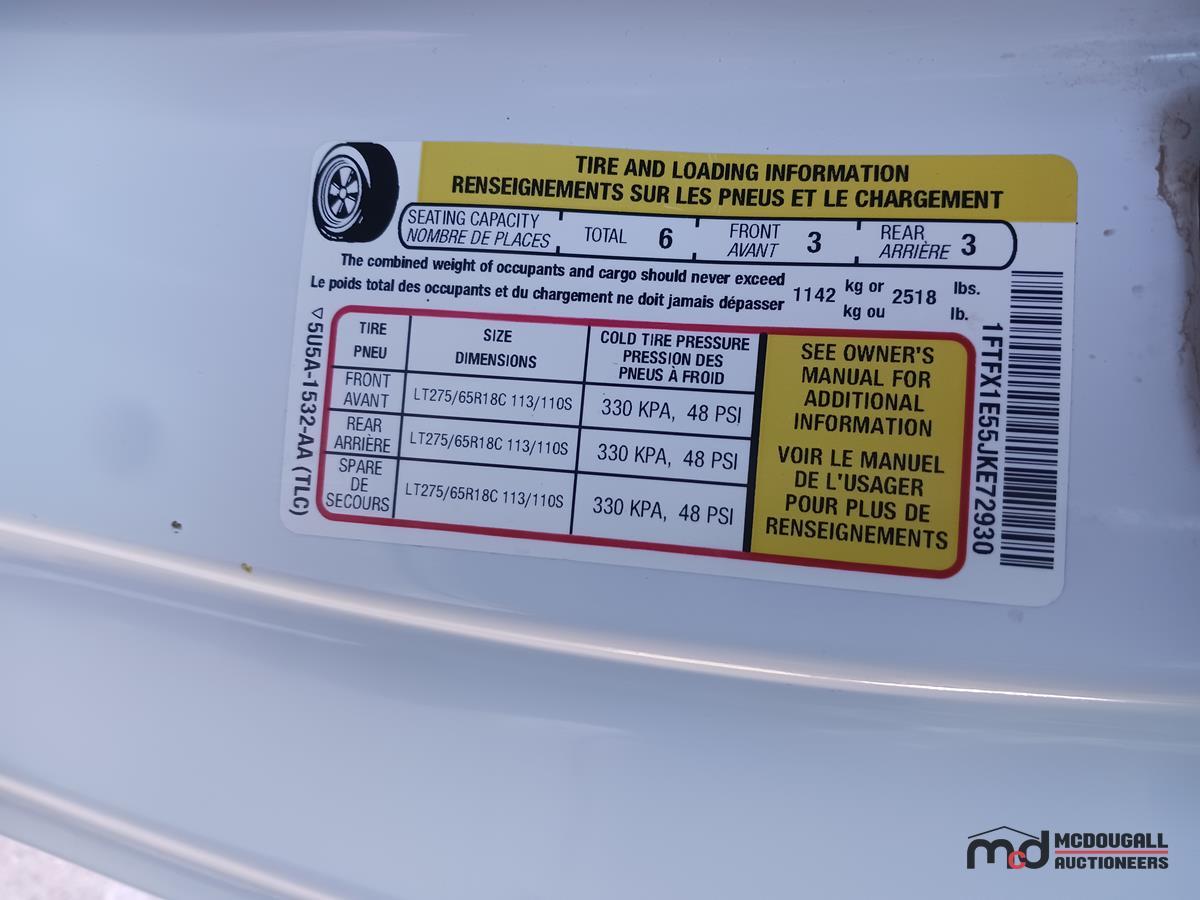 TIRE AND LOADING INFORMATION
RENSEIGNEMENTS SUR LES PNEUS ET LE CHARGEMENT
SEATING CAPACITY
NOMBRE DE PLACES
TOTAL 6
FRONT
AVANT
3
REAR
ARRIÈRE
3
The combined weight of occupants and cargo should never exceed
Le poids total des occupants et du chargement ne doit jamais dépasser
1142
kg or
kg ou
2518
lbs.
lb.
TIRE
PNEU
SIZE
DIMENSIONS
COLD TIRE PRESSURE
PRESSION DES
PNEUS À FROID
FRONT
AVANT
LT275/65R18C 113/110S
330 KPA, 48 PSI
REAR
ARRIÈRE
LT275/65R18C 113/110S
330 KPA, 48 PSI
SPARE
DE
SECOURS
LT275/65R18C 113/110S
330 KPA, 48 PSI
SEE OWNER'S
MANUAL FOR
ADDITIONAL
INFORMATION
VOIR LE MANUEL
DE L'USAGER
POUR PLUS DE
RENSEIGNEMENTS
5U5A-1532-AA (TLC)
1FTFX1E55JKE72930
mcd
MCDOUGALL
AUCTIONEERS